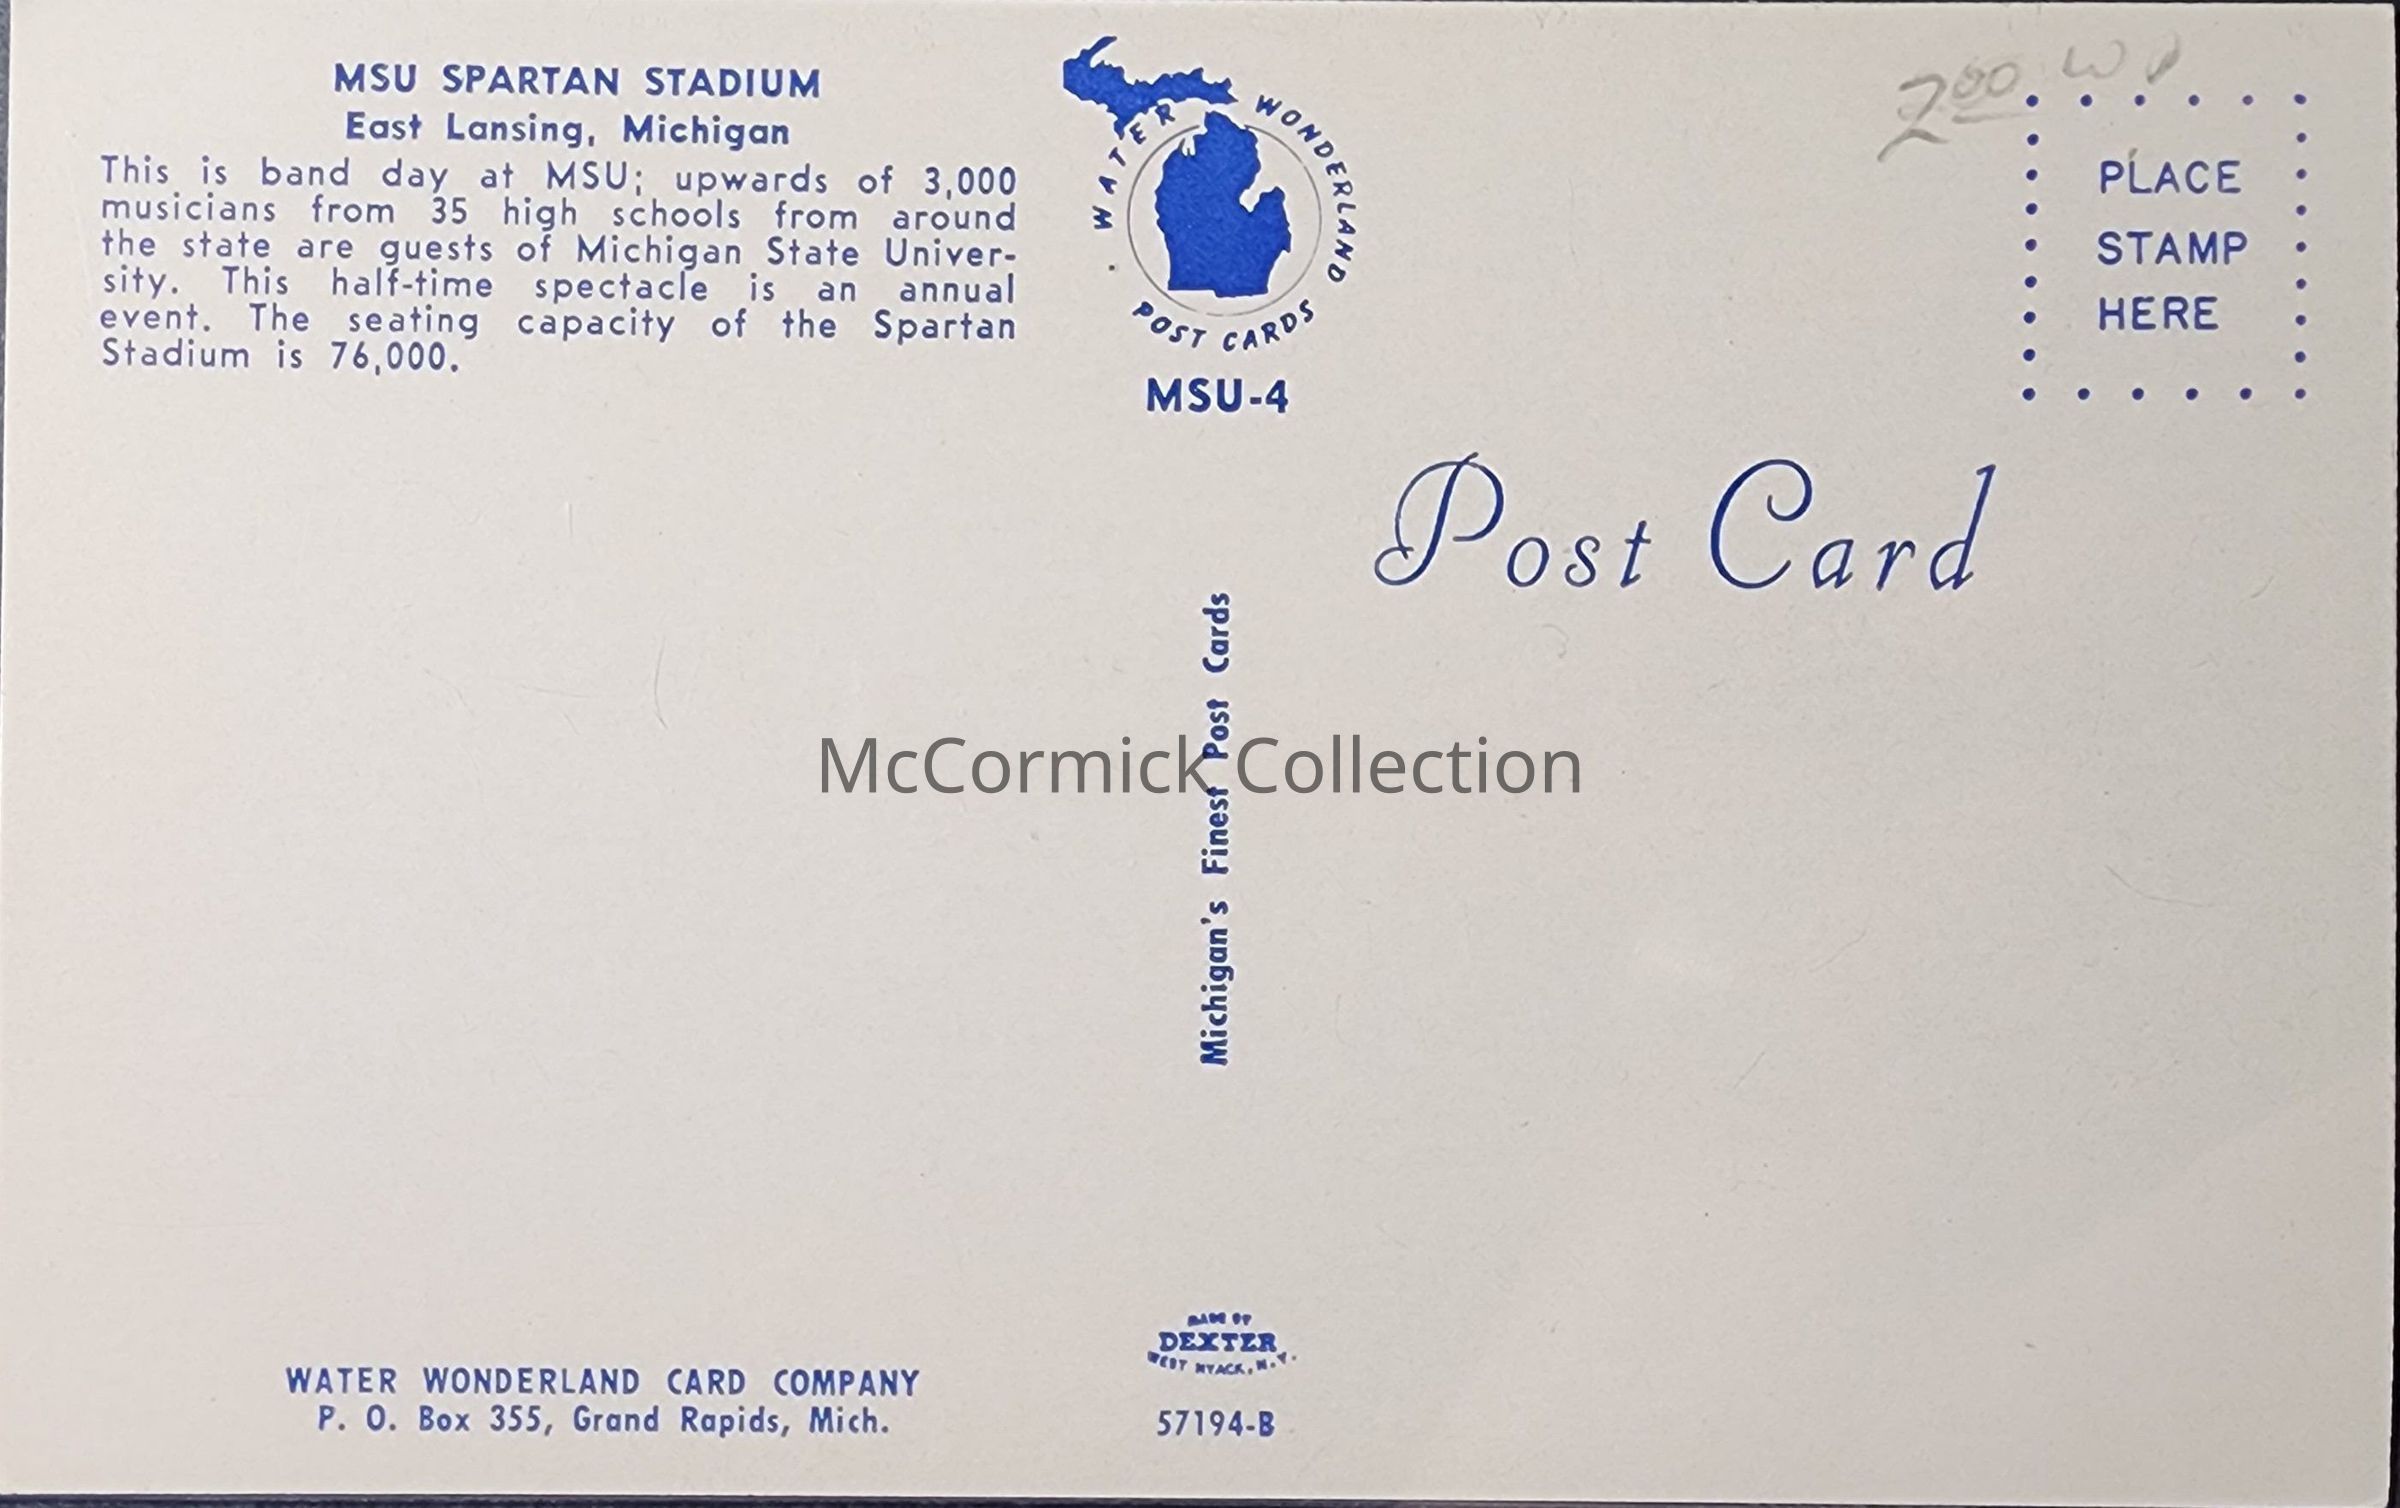 MSU SPARTAN STADIUM
East Lansing, Michigan
This is band day at MSU; upwards of 3,000
musicians from 35 high schools from around
the state are guests of Michigan State Univer-
sity. This half-time spectacle is an annual
event. The seating capacity of the Spartan
Stadium is 76,000.
WATER WONDERLAND
POST CARDS
MSU-4
2.00
PLACE
STAMP
HERE
Post Card
Michigan's Finest Post Cards
McCormick Collection
WATER WONDERLAND CARD COMPANY
P. O. Box 355, Grand Rapids, Mich.
MADE BY
DEXTER
WEST NYACK, N.Y.
57194-B